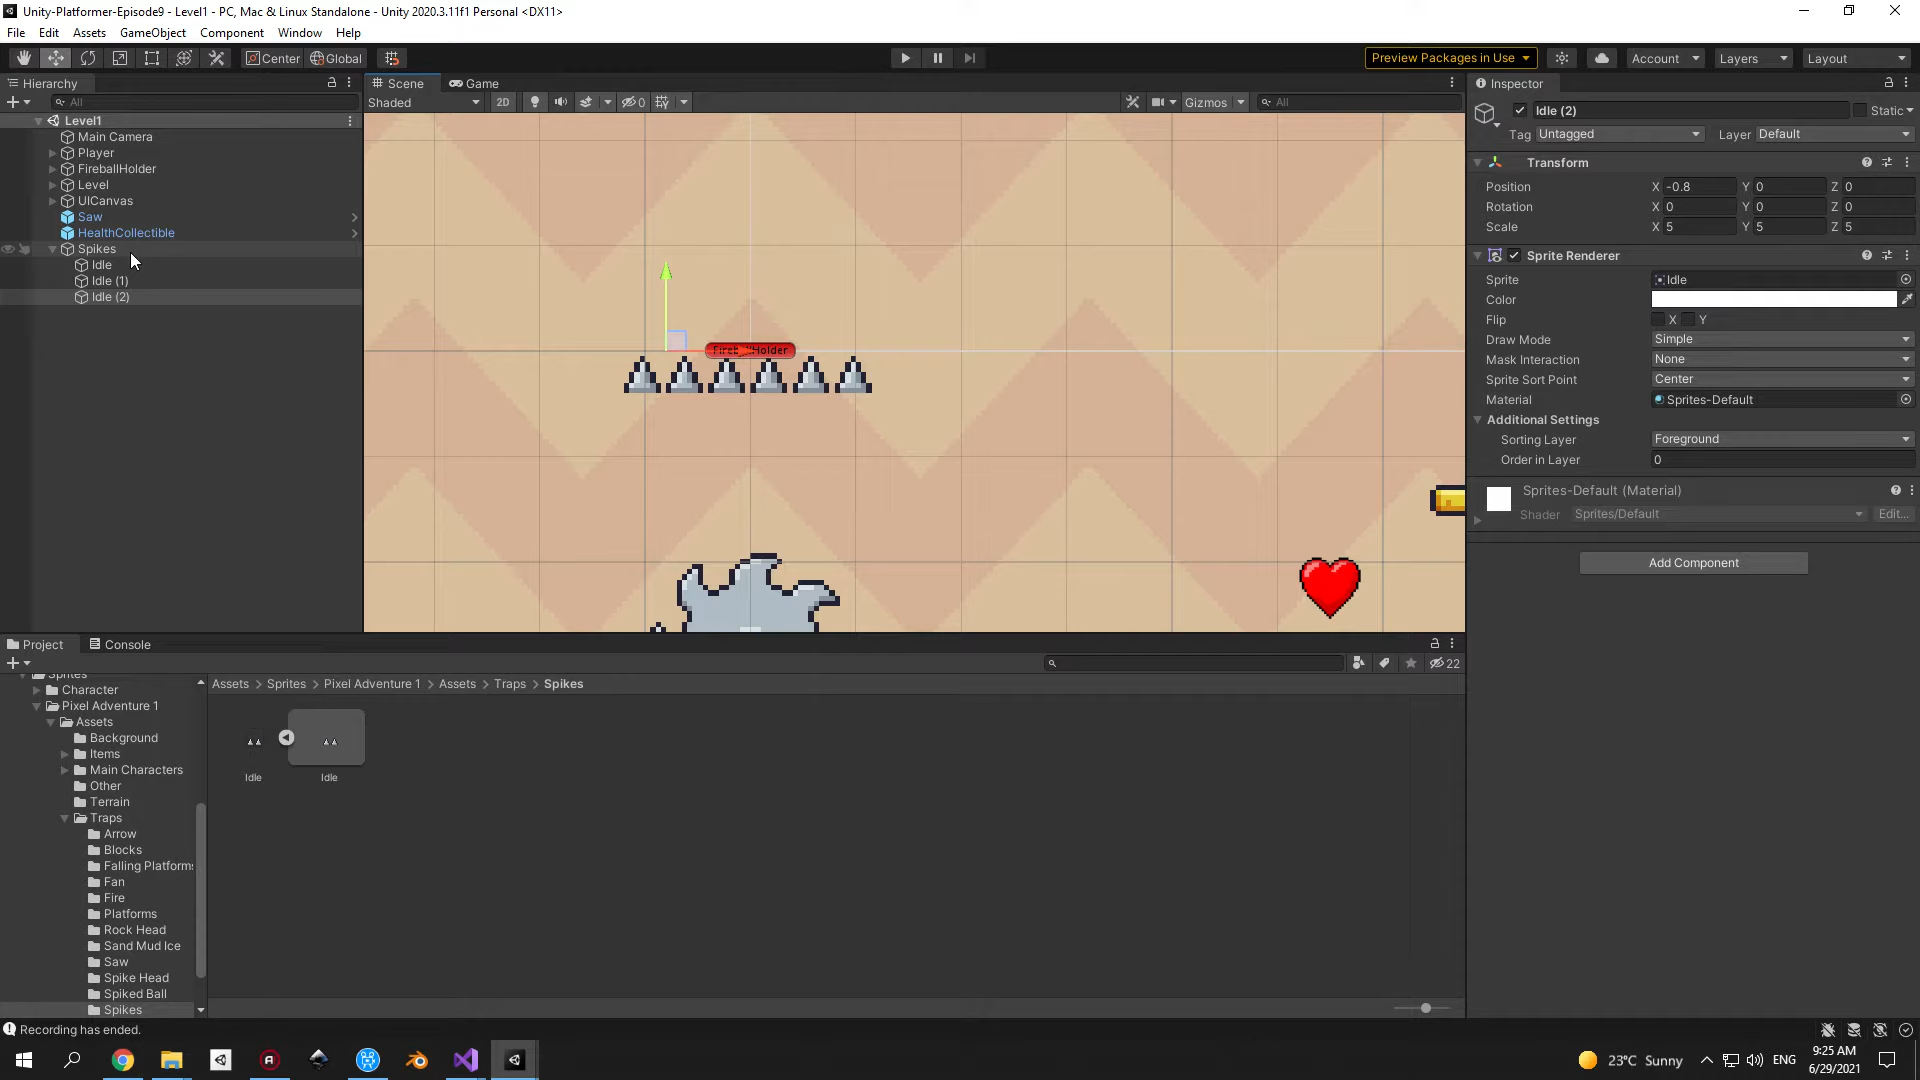 Unity-Platformer-Episode9 - Level1 - PC, Mac & Linux Standalone - Unity 2020.3.11f1 Personal <DX11>
File Edit Assets GameObject Component Window Help
Center Global Preview Packages in Use Account Layers Layout
Hierarchy
All
Level1
Main Camera
Player
FireballHolder
Level
UICanvas
Saw
HealthCollectible
Spikes
Idle
Idle (1)
Idle (2)
Scene Game
Shaded 2D 0 Gizmos All
FireballHolder
Inspector
Idle (2) Static
Tag Untagged Layer Default
Transform
Position X -0.8 Y 0 Z 0
Rotation X 0 Y 0 Z 0
Scale X 5 Y 5 Z 5
Sprite Renderer
Sprite Idle
Color
Flip X Y
Draw Mode Simple
Mask Interaction None
Sprite Sort Point Center
Material Sprites-Default
Additional Settings
Sorting Layer Foreground
Order in Layer 0
Sprites-Default (Material)
Shader Sprites/Default Edit...
Add Component
Project Console
22
Sprites
Character
Pixel Adventure 1
Assets
Background
Items
Main Characters
Other
Terrain
Traps
Arrow
Blocks
Falling Platforms
Fan
Fire
Platforms
Rock Head
Sand Mud Ice
Saw
Spike Head
Spiked Ball
Spikes
Assets > Sprites > Pixel Adventure 1 > Assets > Traps > Spikes
Idle Idle
Recording has ended.
23°C Sunny ENG 9:25 AM
6/29/2021